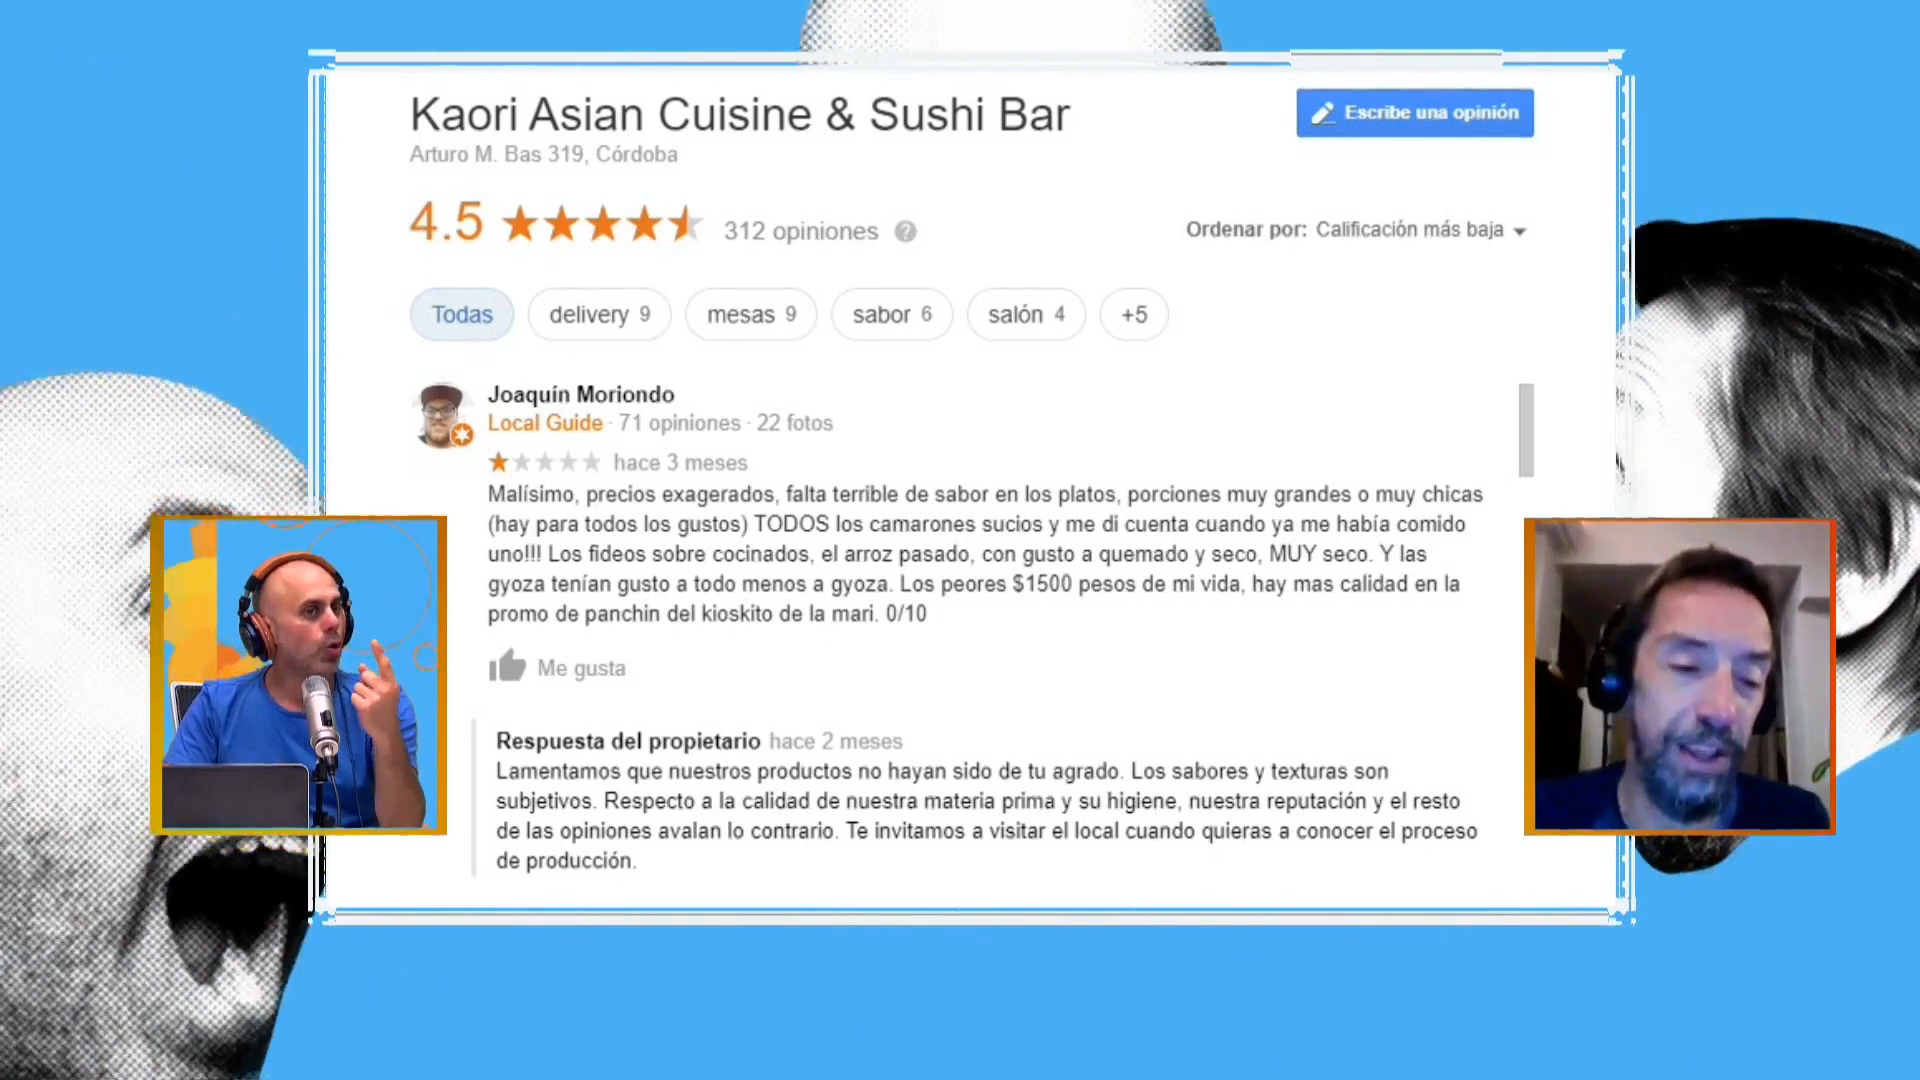 Kaori Asian Cuisine & Sushi Bar
Escribe una opinión
Arturo M. Bas 319, Córdoba
4.5 312 opiniones ?
Ordenar por: Calificación más baja
Todas delivery 9 mesas 9 sabor 6 salón 4 +5
Joaquín Moriondo
Local Guide · 71 opiniones · 22 fotos
hace 3 meses
Malísimo, precios exagerados, falta terrible de sabor en los platos, porciones muy grandes o muy chicas
(hay para todos los gustos) TODOS los camarones sucios y me di cuenta cuando ya me había comido
uno!!! Los fideos sobre cocinados, el arroz pasado, con gusto a quemado y seco, MUY seco. Y las
gyoza tenían gusto a todo menos a gyoza. Los peores $1500 pesos de mi vida, hay mas calidad en la
promo de panchin del kioskito de la mari. 0/10
Me gusta
Respuesta del propietario hace 2 meses
Lamentamos que nuestros productos no hayan sido de tu agrado. Los sabores y texturas son
subjetivos. Respecto a la calidad de nuestra materia prima y su higiene, nuestra reputación y el resto
de las opiniones avalan lo contrario. Te invitamos a visitar el local cuando quieras a conocer el proceso
de producción.